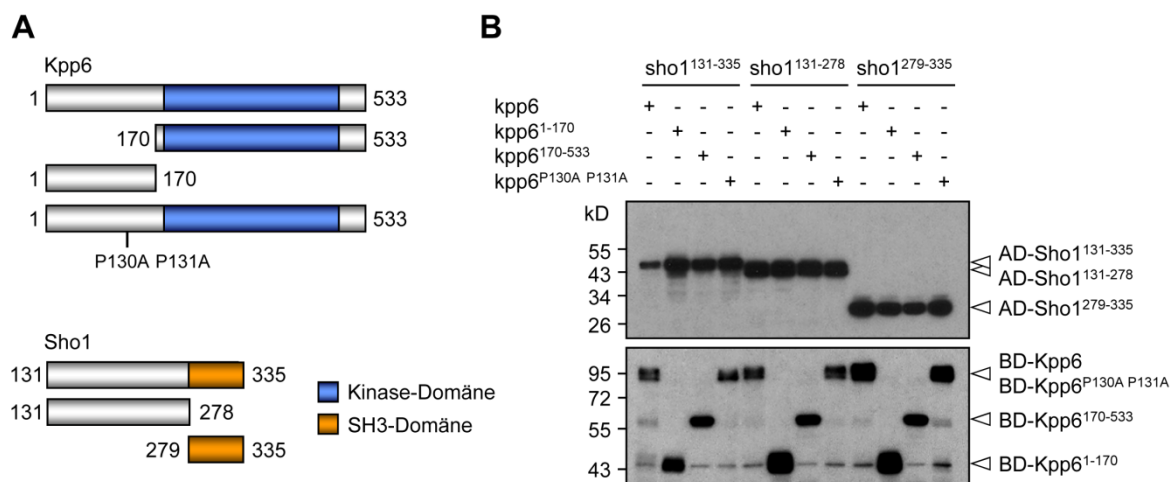 A
Kpp6
1 533
170 533
1 170
1 533
P130A P131A
Sho1
131 335
131 278
279 335
Kinase-Domäne
SH3-Domäne
B
sho1131-335 sho1131-278 sho1279-335
kpp6 + - - - + - - - + - - -
kpp61-170 - + - - - + - - - + - -
kpp6170-533 - - + - - - + - - - + -
kpp6P130A P131A - - - + - - - + - - - +
kD
55
43
34
26
AD-Sho1131-335
AD-Sho1131-278
AD-Sho1279-335
95
72
55
43
BD-Kpp6
BD-Kpp6P130A P131A
BD-Kpp6170-533
BD-Kpp61-170